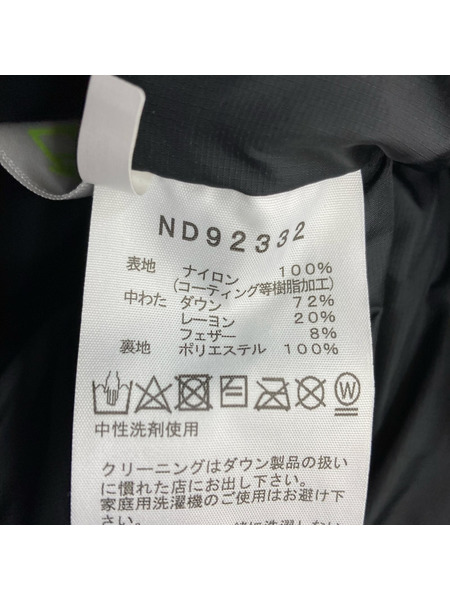 ND92332
表地 ナイロン 100%
(コーティング等樹脂加工)
中わた ダウン 72%
レーヨン 20%
フェザー 8%
裏地 ポリエステル 100%
中性洗剤使用
クリーニングはダウン製品の扱い
に慣れた店にお出し下さい。
家庭用洗濯機のご使用はお避け下
さい。